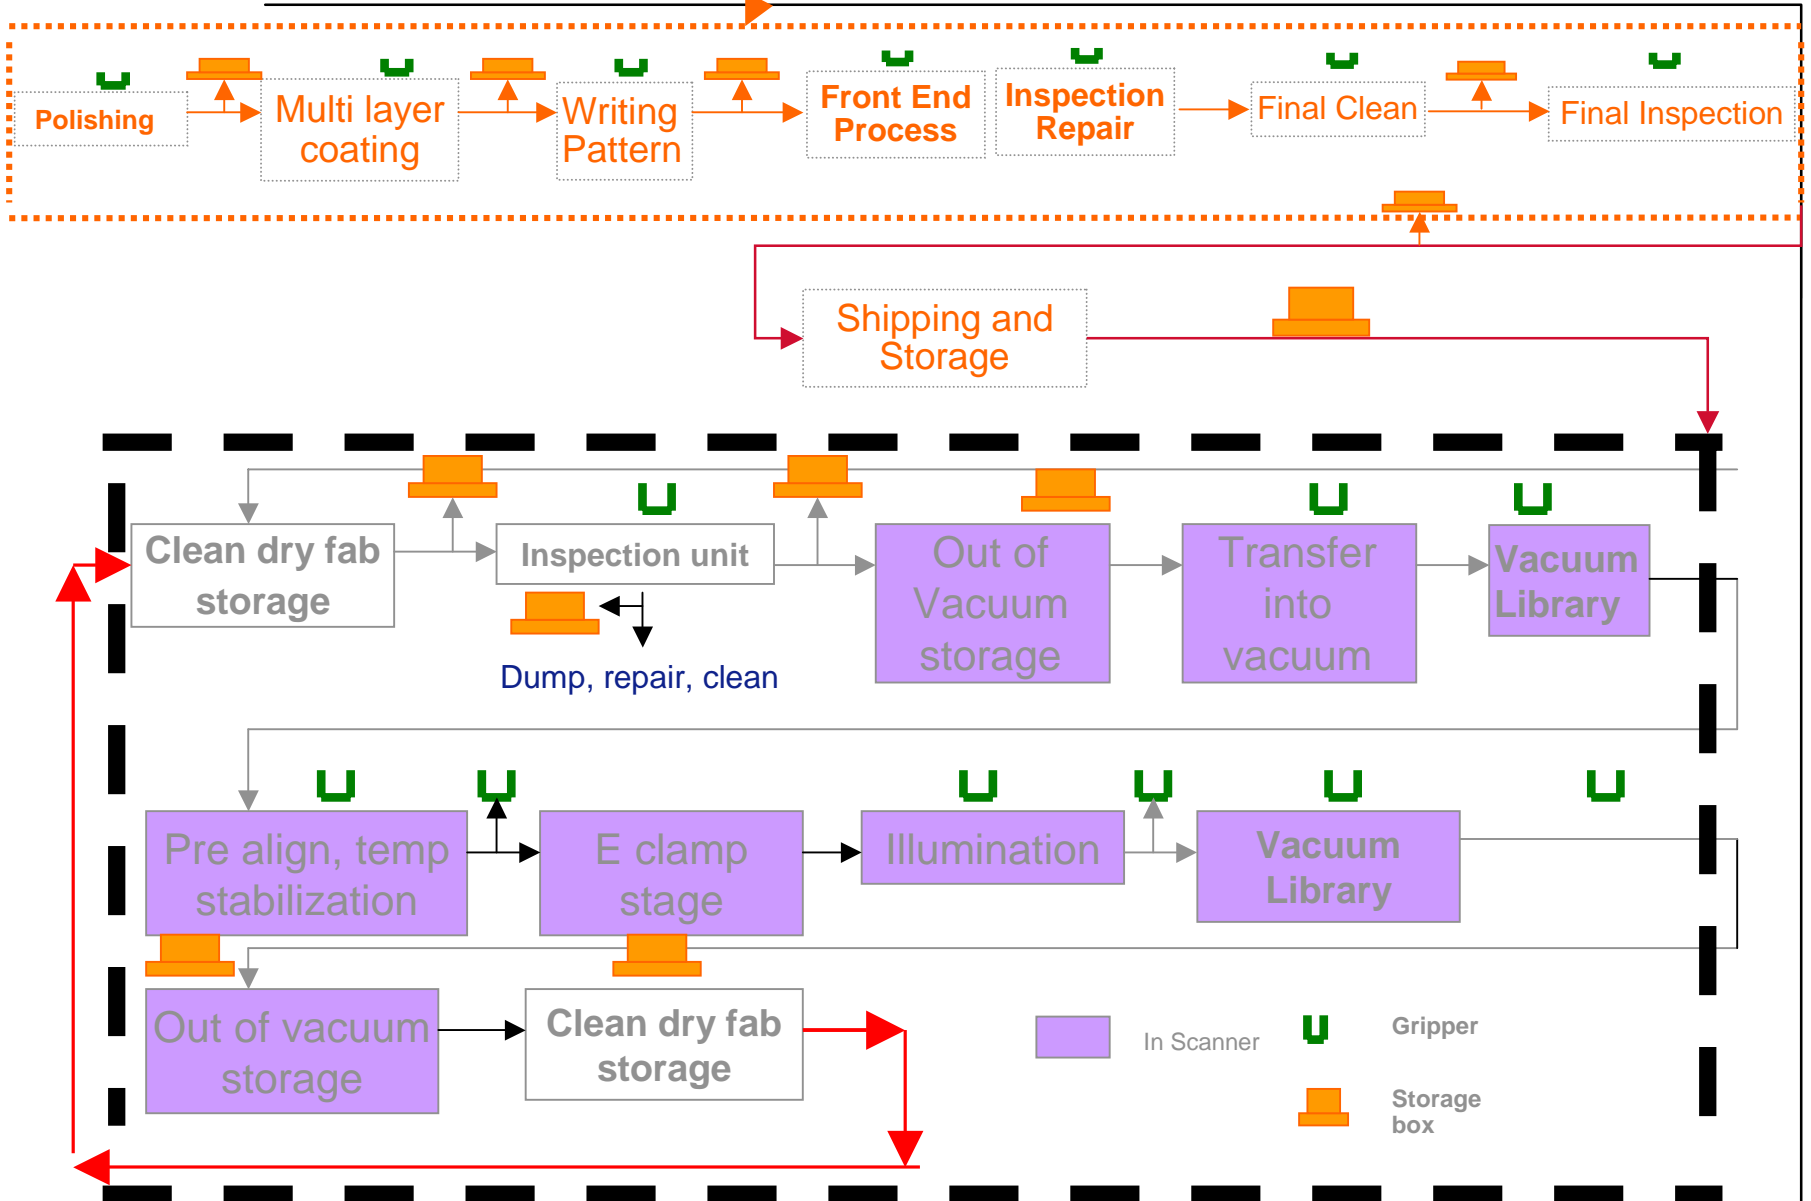 Polishing
Multi layer
coating
Writing
Pattern
Front End
Process
Inspection
Repair
Final Clean
Final Inspection
Shipping and
Storage
Clean dry fab
storage
Inspection unit
Dump, repair, clean
Out of
Vacuum
storage
Transfer
into
vacuum
Vacuum
Library
Pre align, temp
stabilization
E clamp
stage
Illumination
Vacuum
Library
Out of vacuum
storage
Clean dry fab
storage
In Scanner
Gripper
Storage
box